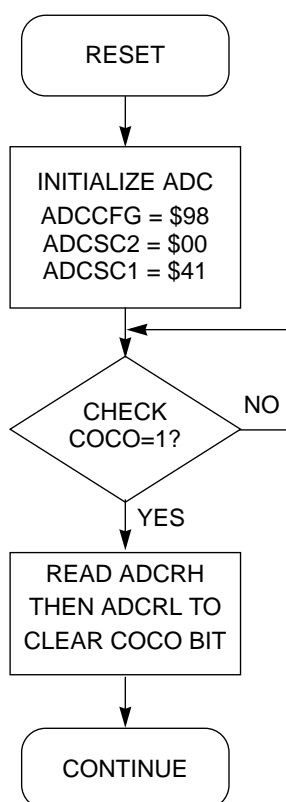 RESET
INITIALIZE ADC
ADCCFG = $98
ADCSC2 = $00
ADCSC1 = $41
CHECK
COCO=1?
NO
YES
READ ADCRH
THEN ADCRL TO
CLEAR COCO BIT
CONTINUE